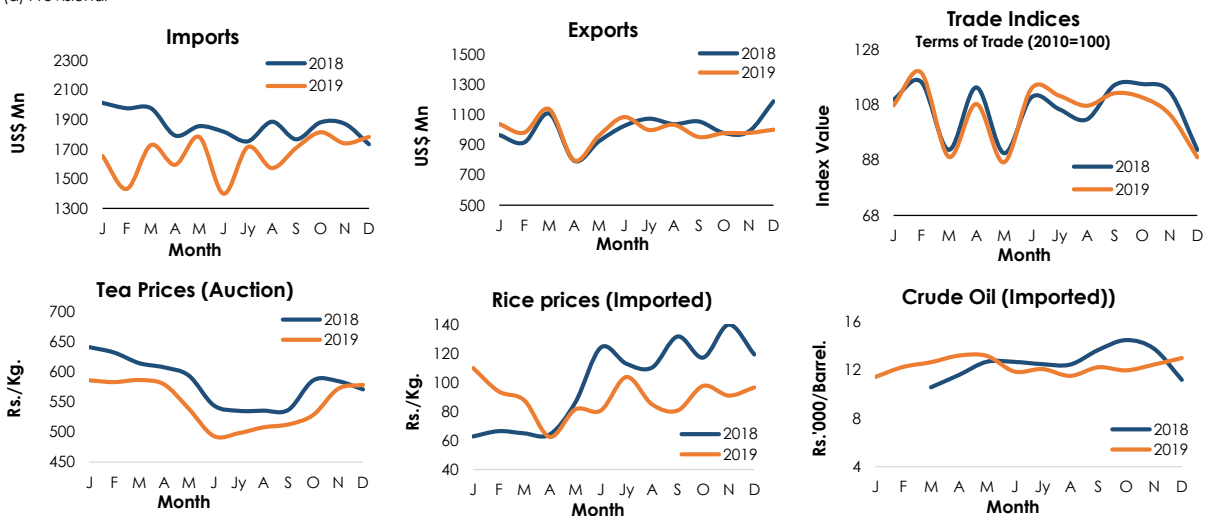 Imports
2300
2100
1900
1700
1500
1300
US$ Mn
2018
2019
J F M A M J Jy A S O N D
Month
Exports
1500
1300
1100
900
700
500
US$ Mn
2018
2019
J F M A M J Jy A S O N D
Month
Trade Indices
Terms of Trade (2010=100)
128
108
88
68
Index Value
2018
2019
J F M A M J Jy A S O N D
Month
Tea Prices (Auction)
700
650
600
550
500
450
Rs./Kg.
2018
2019
J F M A M J Jy A S O N D
Month
Rice prices (Imported)
140
120
100
80
60
40
Rs./Kg.
2018
2019
J F M A M J Jy A S O N D
Month
Crude Oil (Imported))
16
12
8
4
Rs.'000/Barrel.
2018
2019
J F M A M J Jy A S O N D
Month